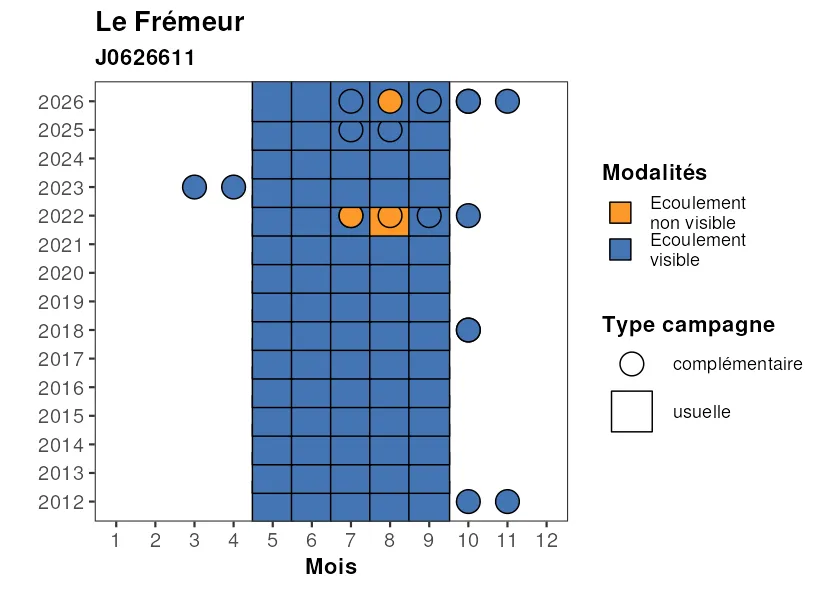 Le Frémeur
J0626611
2026
2025
2024
2023
2022
2021
2020
2019
2018
2017
2016
2015
2014
2013
2012
1 2 3 4 5 6 7 8 9 10 11 12
Mois
Modalités
Ecoulement
non visible
Ecoulement
visible
Type campagne
complémentaire
usuelle